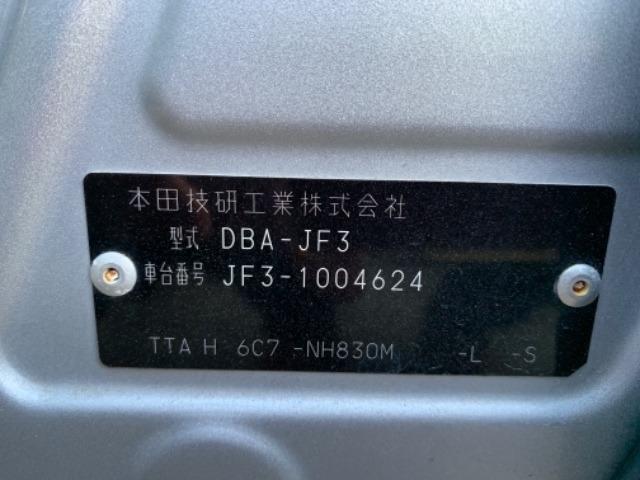 本田技研工業株式会社
型式 DBA-JF3
車台番号 JF3-1004624
TTA H 6C7 -NH830M -L -S